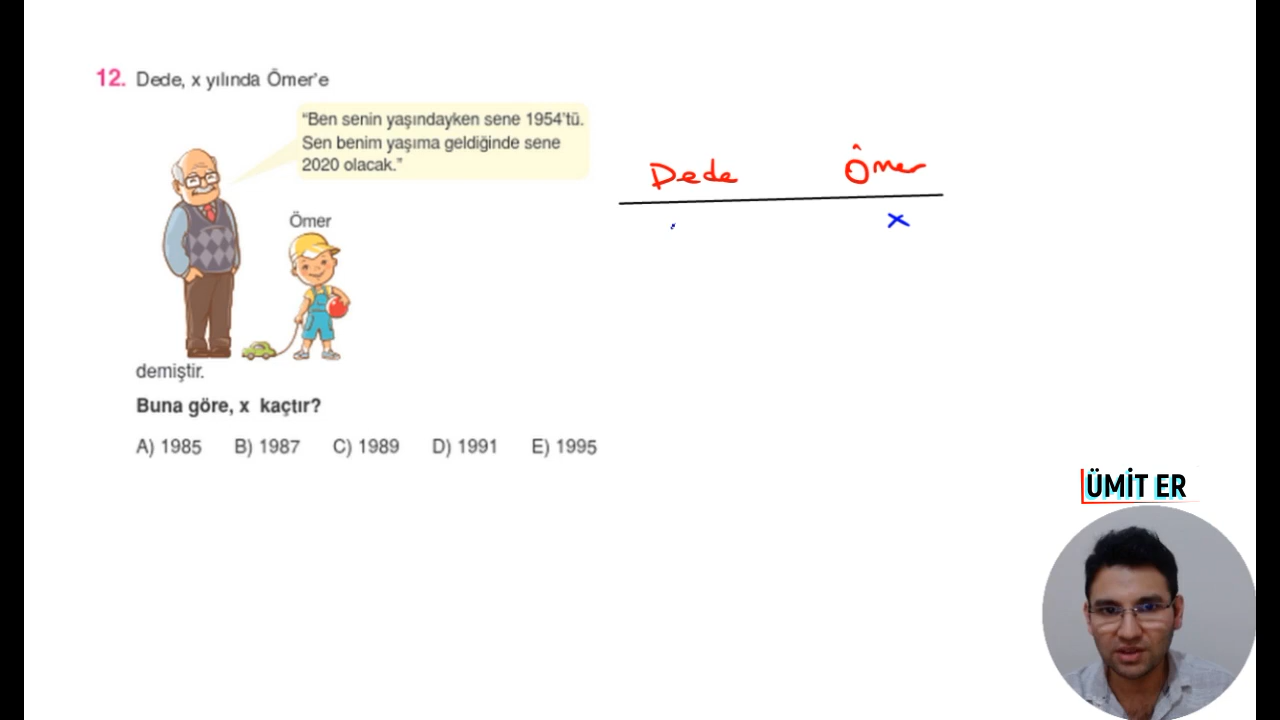 12. Dede, x yılında Ömer'e
"Ben senin yaşındayken sene 1954'tü.
Sen benim yaşıma geldiğinde sene
2020 olacak."
Ömer
demiştir.
Buna göre, x kaçtır?
A) 1985 B) 1987 C) 1989 D) 1991 E) 1995
Dede Ömer
x
ÜMİT ER